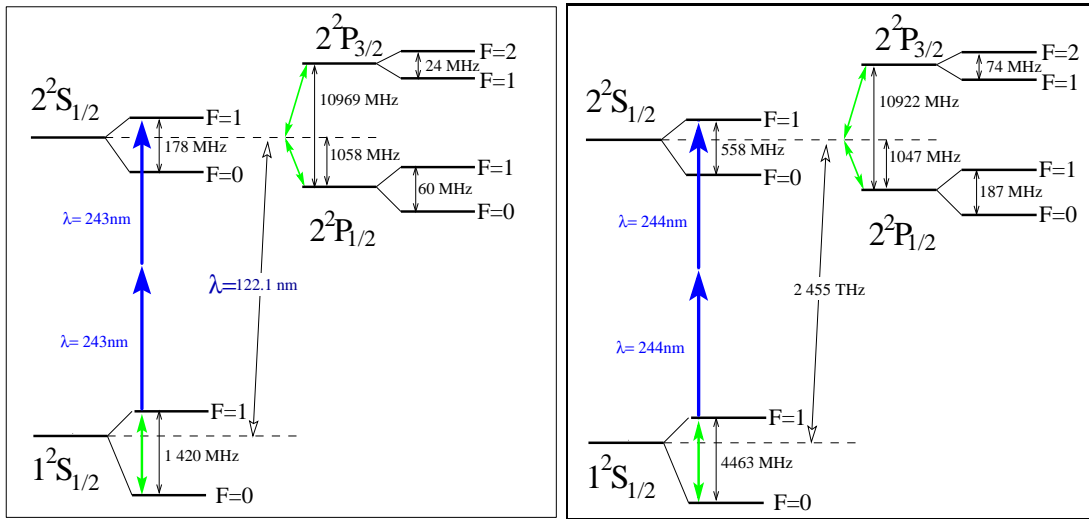 2²P₃/₂
F=2
24 MHz
F=1
2²S₁/₂
F=1
10969 MHz
178 MHz
1058 MHz
F=1
F=0
60 MHz
F=0
λ= 243nm
2²P₁/₂
λ=122.1 nm
λ= 243nm
F=1
1 420 MHz
1²S₁/₂
F=0
2²P₃/₂
F=2
74 MHz
F=1
2²S₁/₂
F=1
10922 MHz
558 MHz
1047 MHz
F=1
F=0
187 MHz
F=0
λ= 244nm
2²P₁/₂
2 455 THz
λ= 244nm
F=1
4463 MHz
1²S₁/₂
F=0